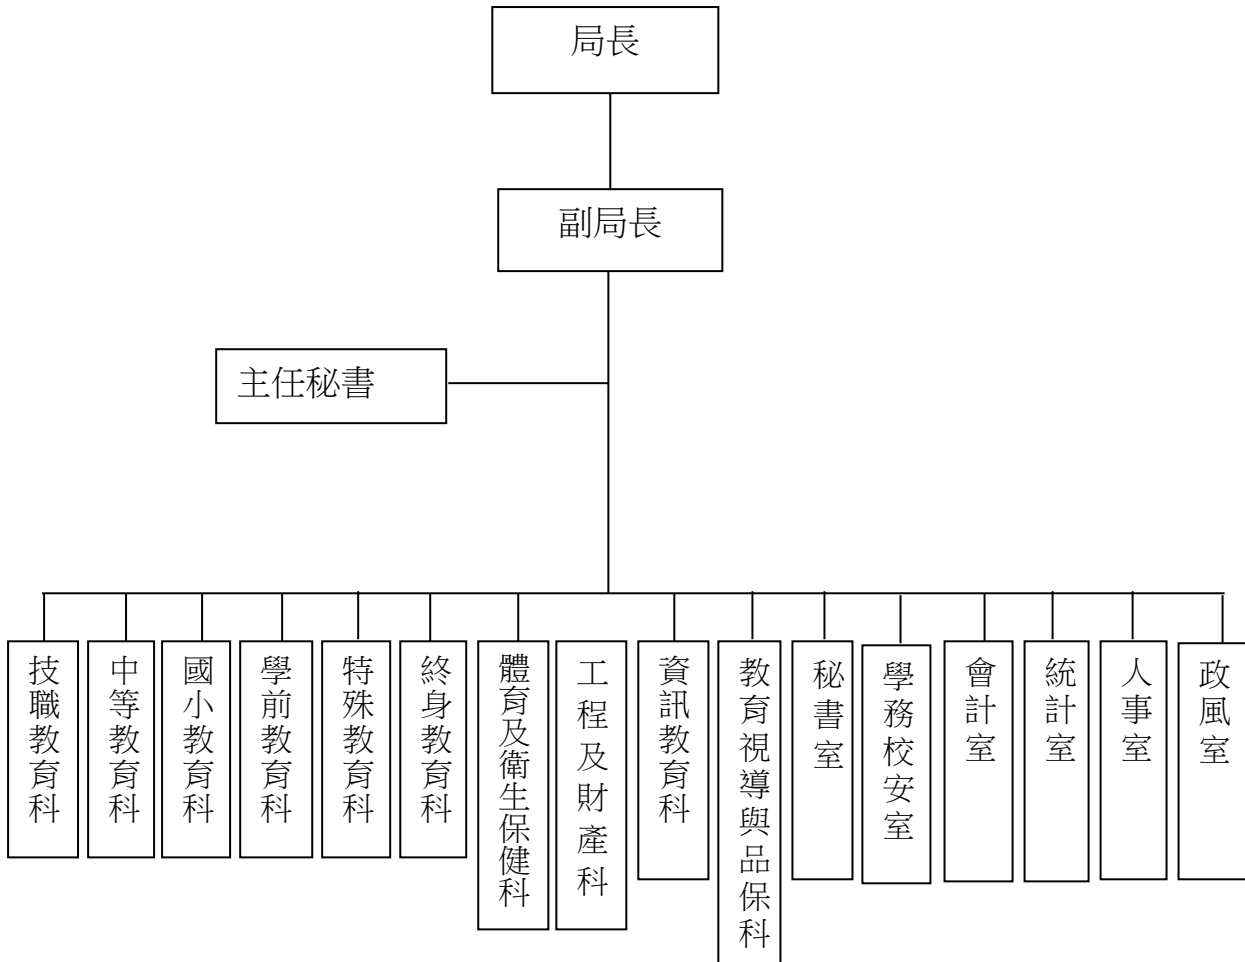 局長
副局長
主任秘書
技職教育科
中等教育科
國小教育科
學前教育科
特殊教育科
終身教育科
體育及衛生保健科
工程及財產科
資訊教育科
教育視導與品保科
秘書室
學務校安室
會計室
統計室
人事室
政風室